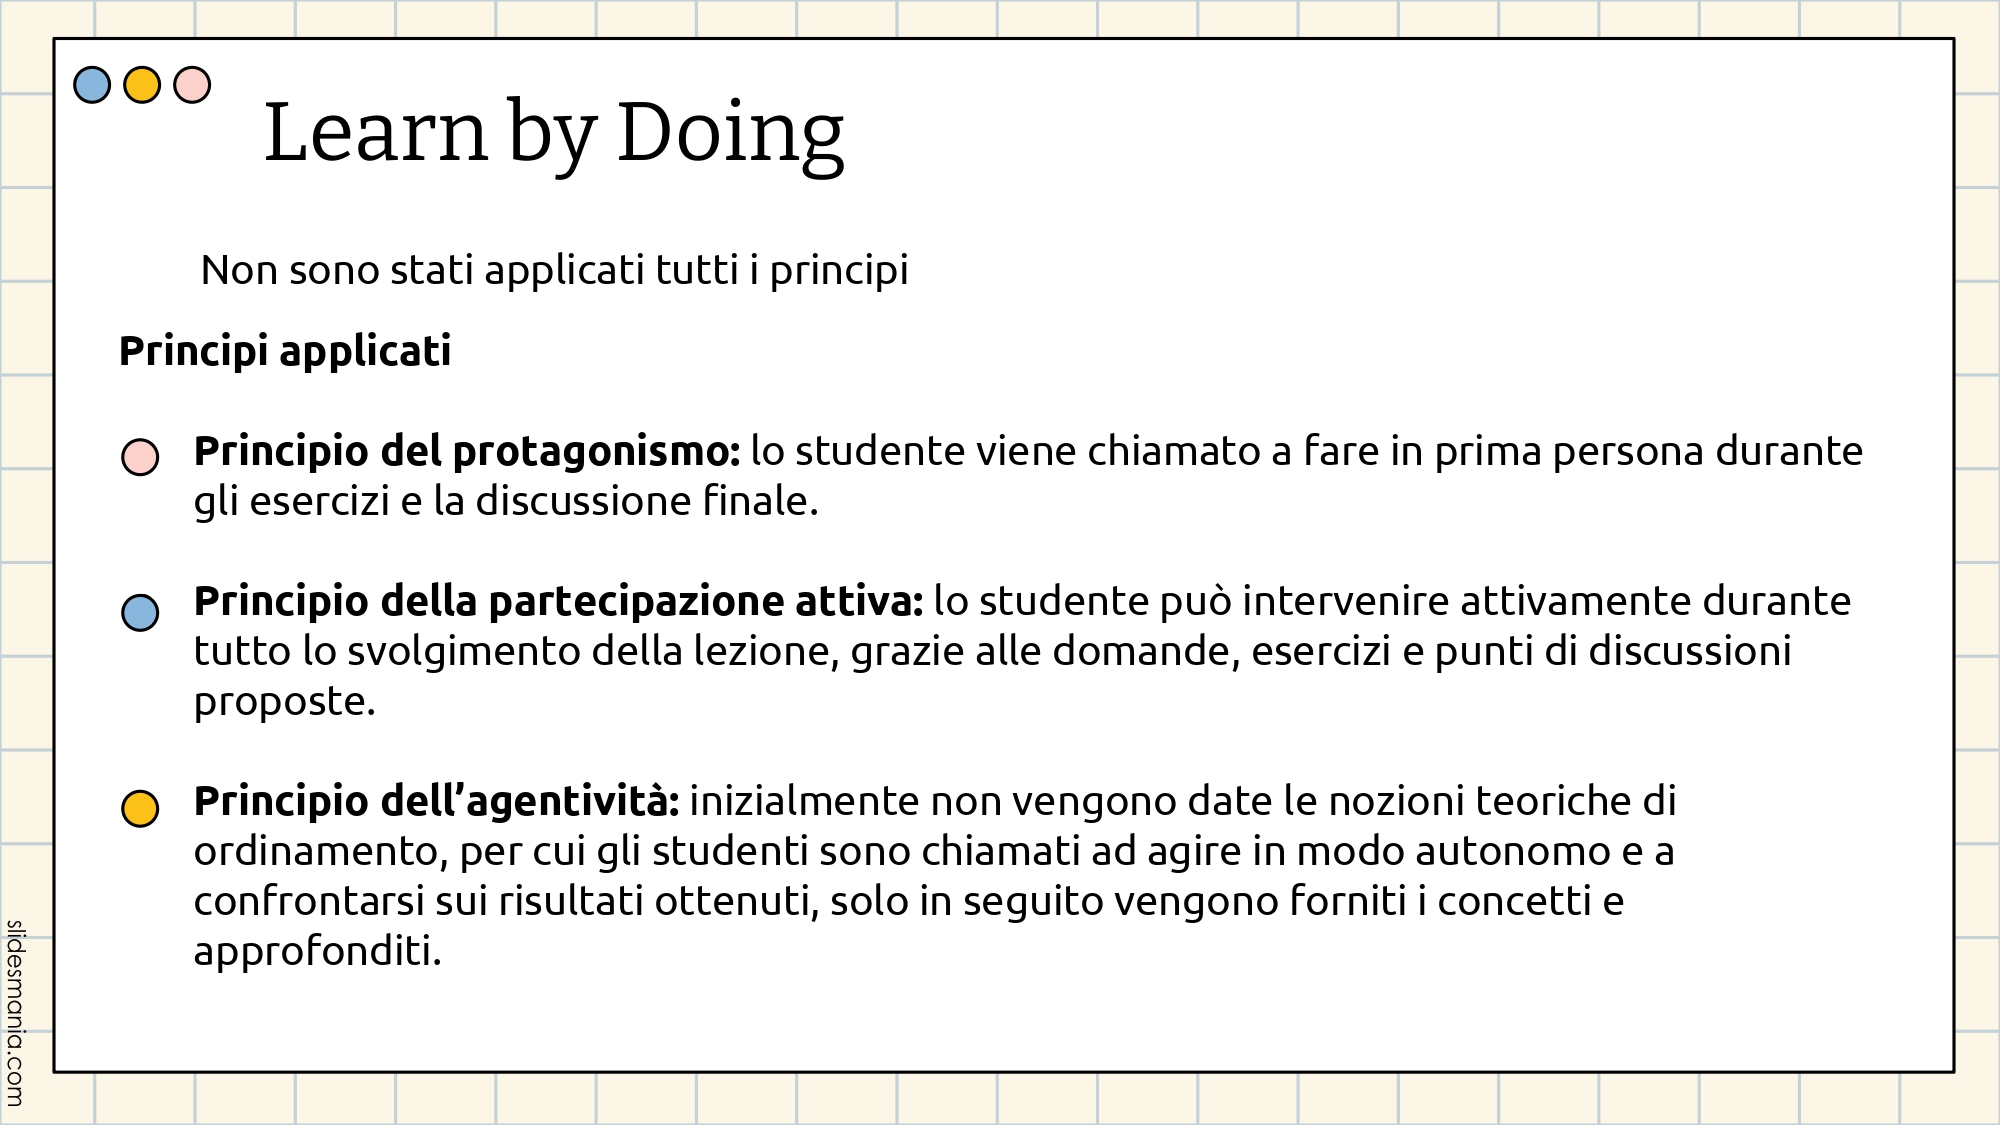 Learn by Doing
Non sono stati applicati tutti i principi
Principi applicati
Principio del protagonismo: lo studente viene chiamato a fare in prima persona durante
gli esercizi e la discussione finale.
Principio della partecipazione attiva: lo studente può intervenire attivamente durante
tutto lo svolgimento della lezione, grazie alle domande, esercizi e punti di discussioni
proposte.
Principio dell’agentività: inizialmente non vengono date le nozioni teoriche di
ordinamento, per cui gli studenti sono chiamati ad agire in modo autonomo e a
confrontarsi sui risultati ottenuti, solo in seguito vengono forniti i concetti e
approfonditi.
slidesmania.com